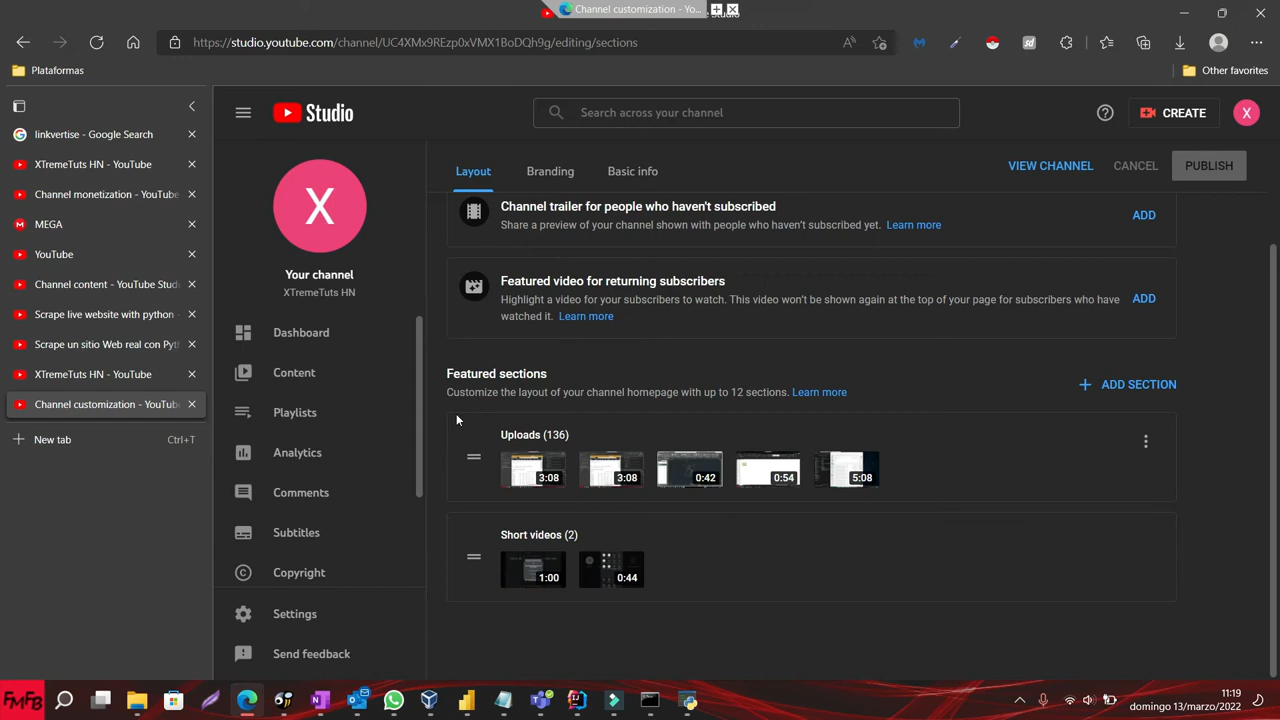 Channel customization - Yo...
Studio
https://studio.youtube.com/channel/UC4XMx9REzp0xVMX1BoDQh9g/editing/sections
Plataformas
Other favorites
linkvertise - Google Search
XTremeTuts HN - YouTube
Channel monetization - YouTube
MEGA
YouTube
Channel content - YouTube Studi
Scrape live website with python -
Scrape un sitio Web real con Pyt
XTremeTuts HN - YouTube
Channel customization - YouTube
New tab
Ctrl+T
Studio
Search across your channel
CREATE
X
X
Your channel
XTremeTuts HN
Dashboard
Content
Playlists
Analytics
Comments
Subtitles
Copyright
Settings
Send feedback
Layout
Branding
Basic info
VIEW CHANNEL
CANCEL
PUBLISH
Channel trailer for people who haven't subscribed
Share a preview of your channel shown with people who haven't subscribed yet. Learn more
ADD
Featured video for returning subscribers
Highlight a video for your subscribers to watch. This video won't be shown again at the top of your page for subscribers who have
watched it. Learn more
ADD
Featured sections
Customize the layout of your channel homepage with up to 12 sections. Learn more
ADD SECTION
Uploads (136)
3:08
3:08
0:42
0:54
5:08
Short videos (2)
1:00
0:44
FMFB
11:19
domingo 13/marzo/2022